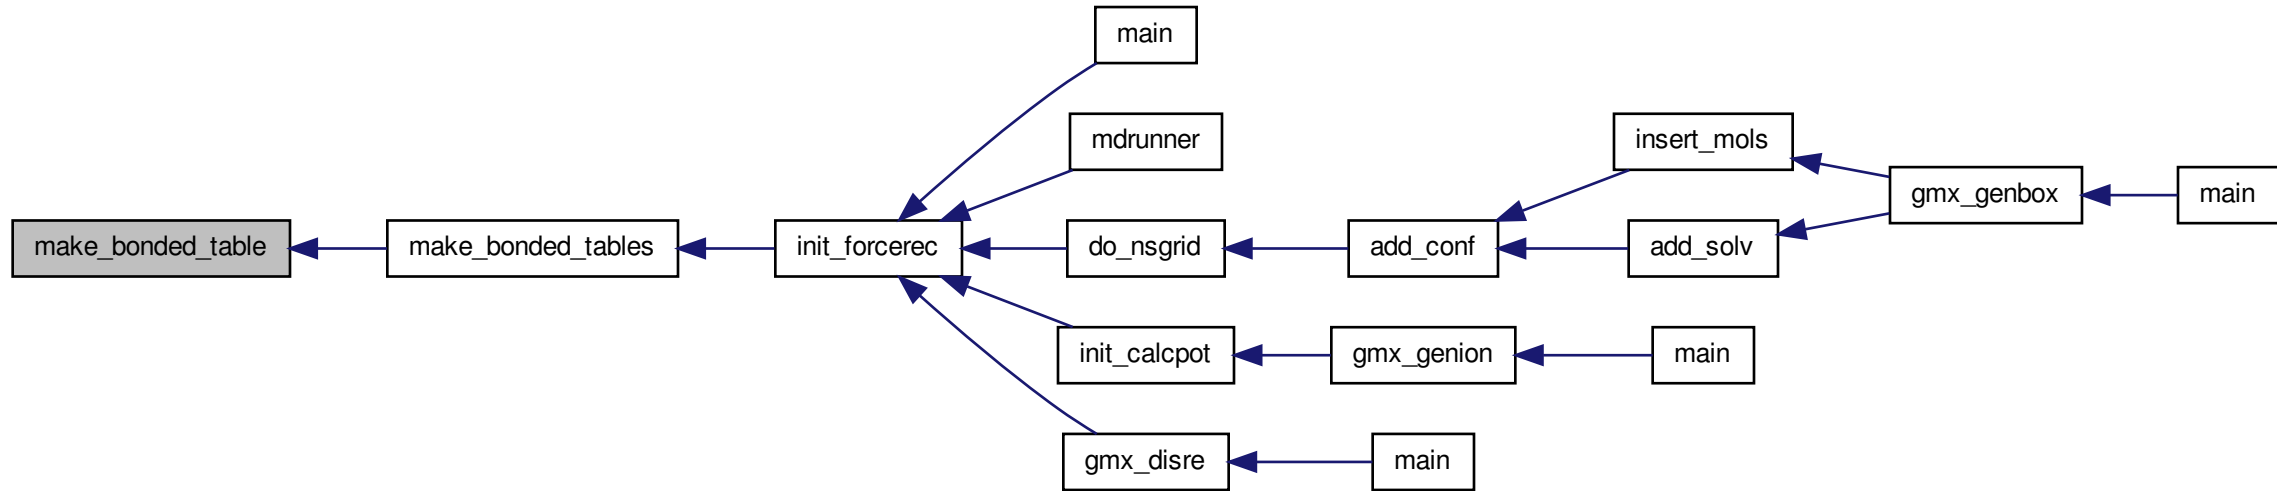 main
mdrunner
insert_mols
gmx_genbox
main
make_bonded_table
make_bonded_tables
init_forcerec
do_nsgrid
add_conf
add_solv
init_calcpot
gmx_genion
main
gmx_disre
main